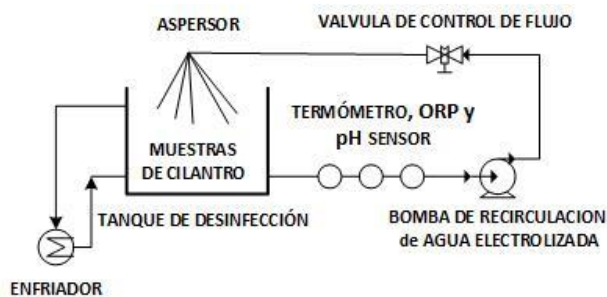 ASPERSOR
VALVULA DE CONTROL DE FLUJO
TERMÓMETRO, ORP y
pH SENSOR
MUESTRAS
DE CILANTRO
TANQUE DE DESINFECCIÓN
BOMBA DE RECIRCULACION
de AGUA ELECTROLIZADA
ENFRIADOR